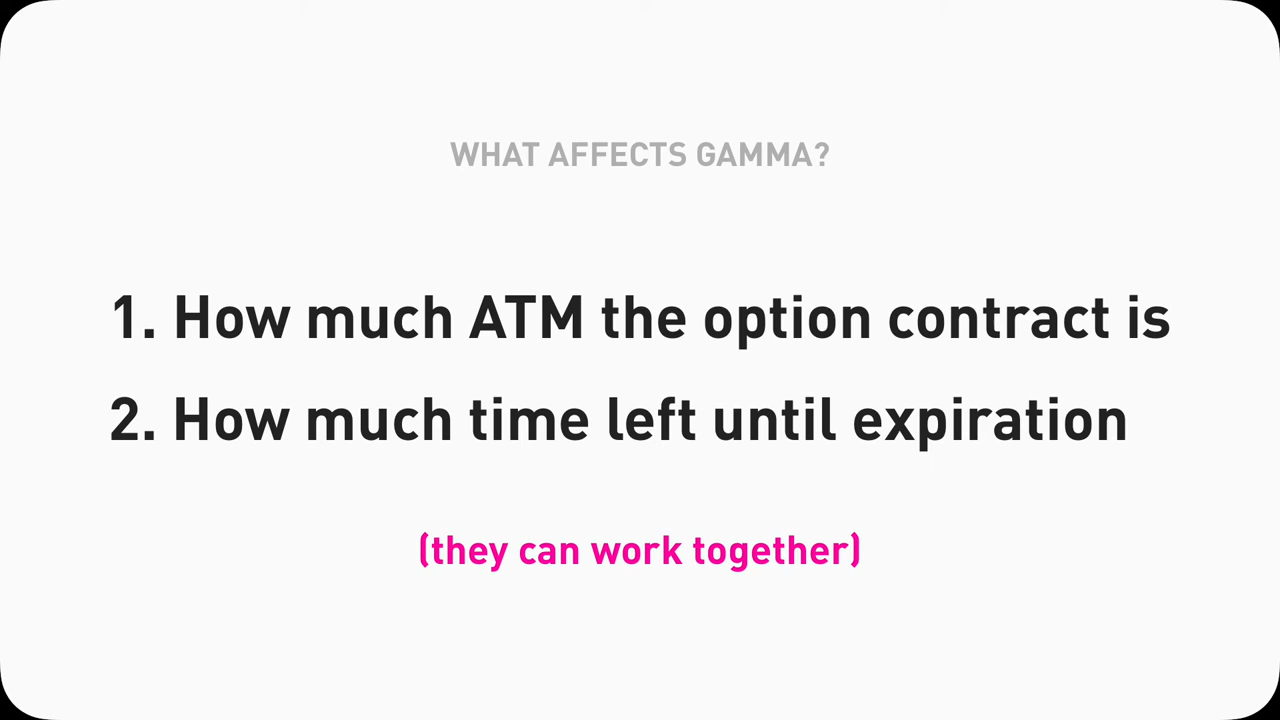 WHAT AFFECTS GAMMA?
1. How much ATM the option contract is
2. How much time left until expiration
(they can work together)